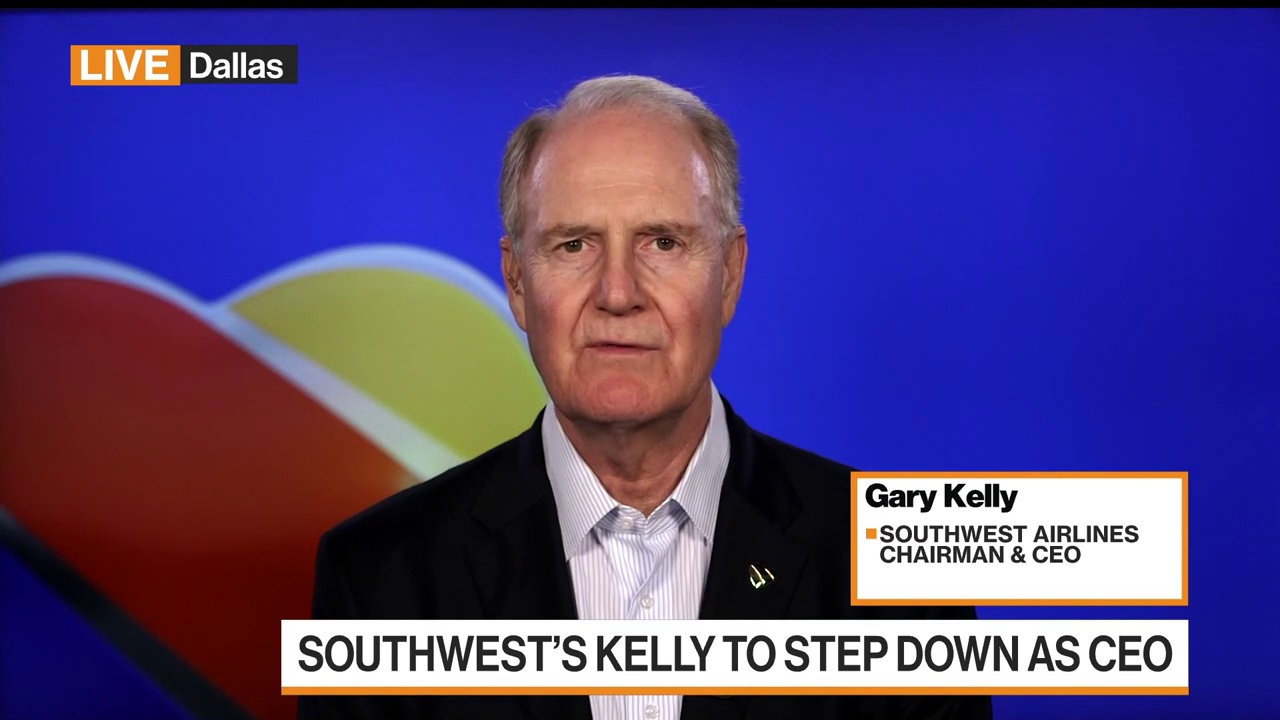 LIVE Dallas
Gary Kelly
SOUTHWEST AIRLINES
CHAIRMAN & CEO
SOUTHWEST'S KELLY TO STEP DOWN AS CEO